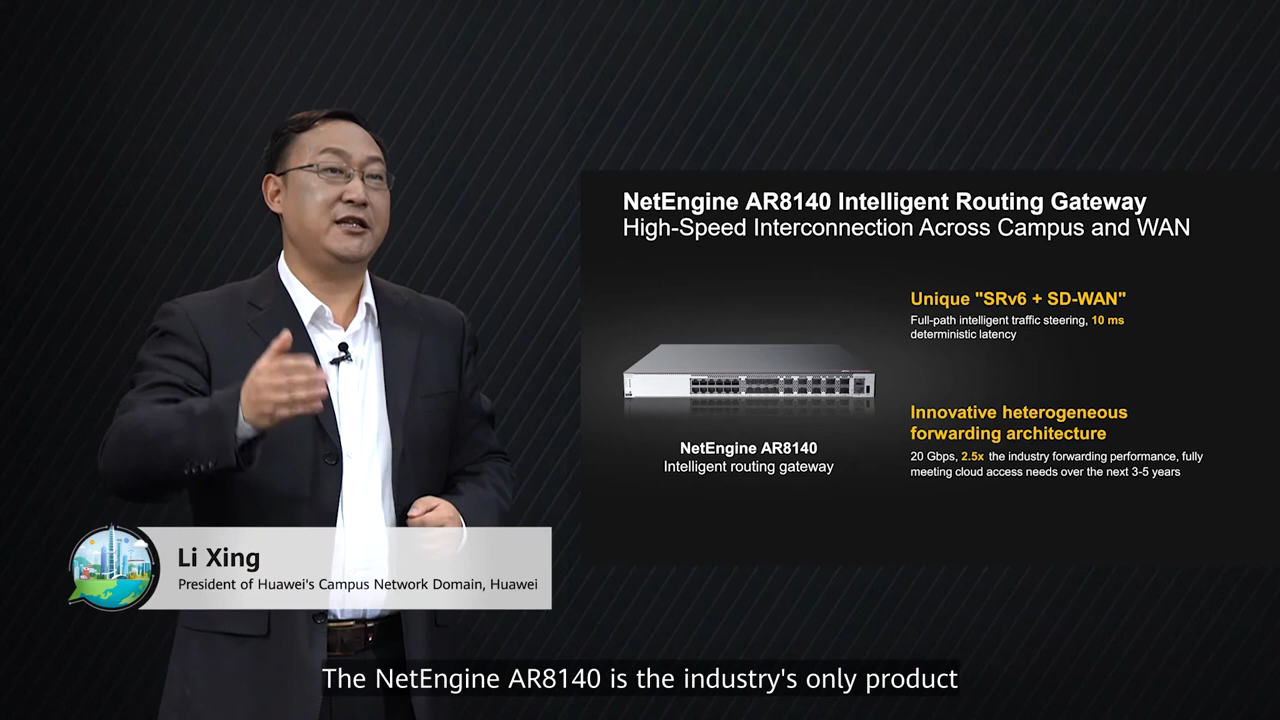 NetEngine AR8140 Intelligent Routing Gateway
High-Speed Interconnection Across Campus and WAN
Unique "SRv6 + SD-WAN"
Full-path intelligent traffic steering, 10 ms
deterministic latency
Innovative heterogeneous
forwarding architecture
20 Gbps, 2.5x the industry forwarding performance, fully
meeting cloud access needs over the next 3-5 years
NetEngine AR8140
Intelligent routing gateway
Li Xing
President of Huawei's Campus Network Domain, Huawei
The NetEngine AR8140 is the industry's only product